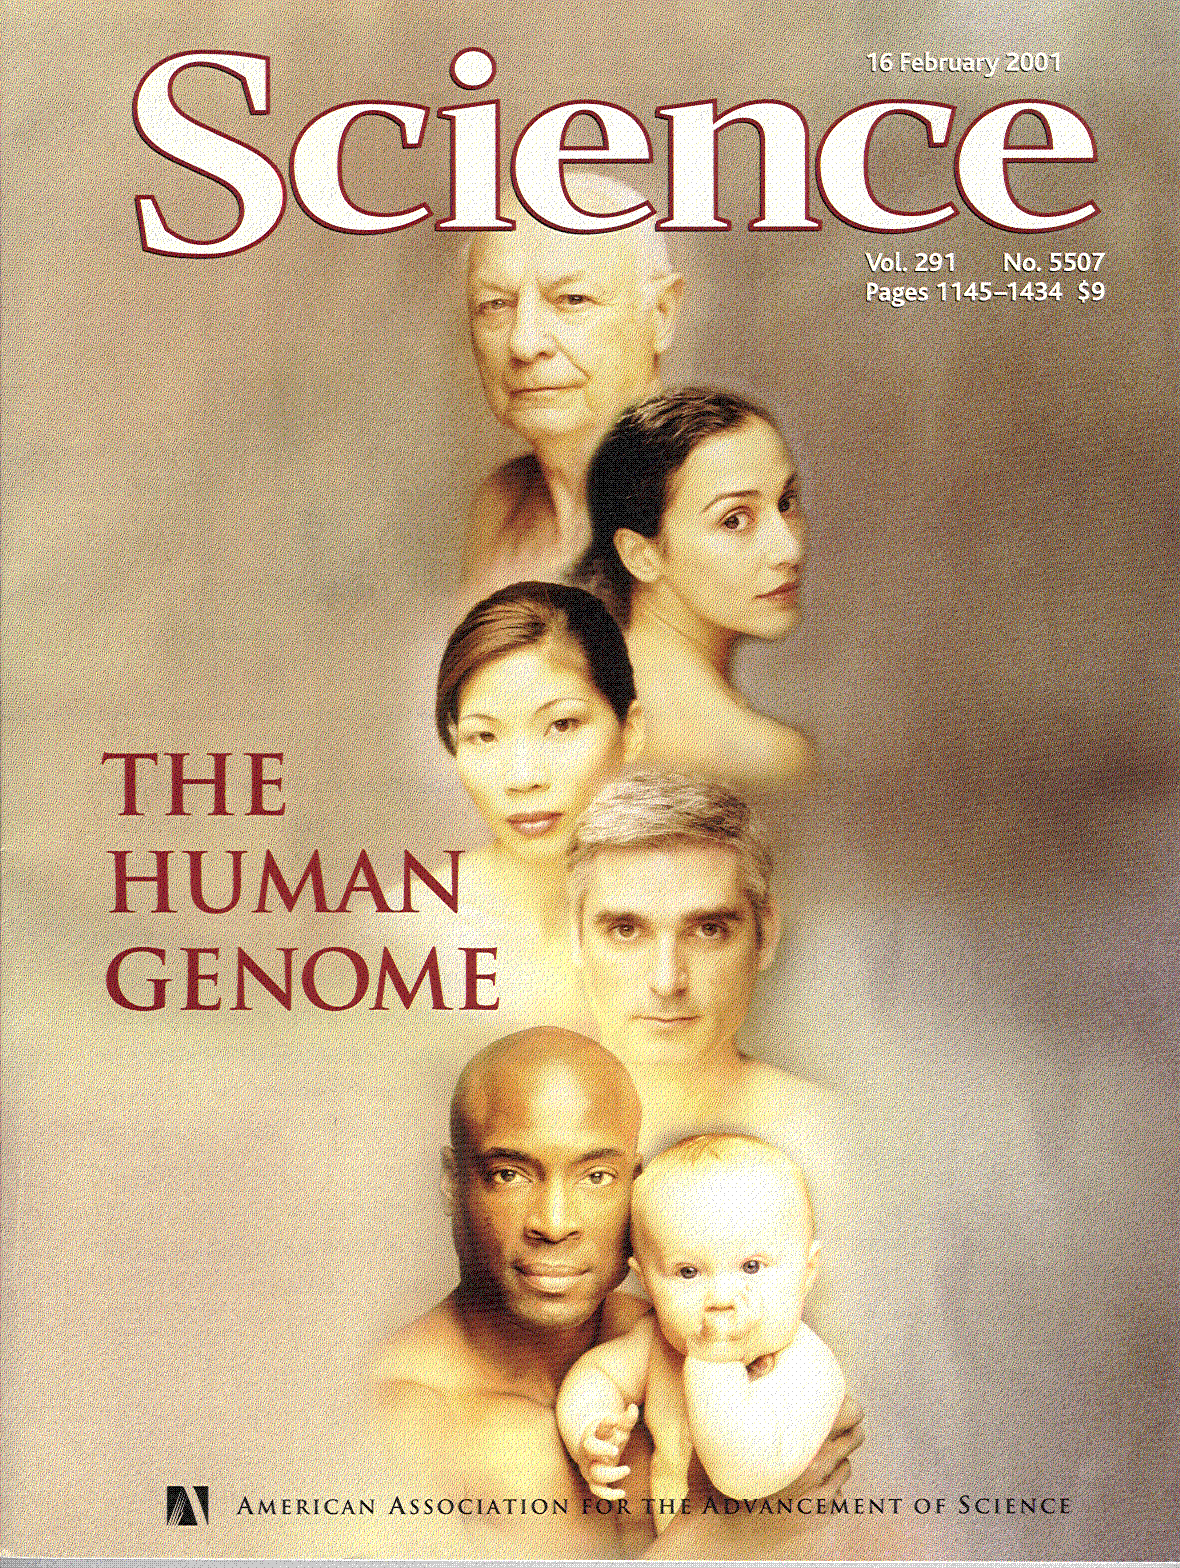 16 February 2001
Science
Vol. 291 No. 5507
Pages 1145–1434 $9
THE
HUMAN
GENOME
AMERICAN ASSOCIATION FOR THE ADVANCEMENT OF SCIENCE